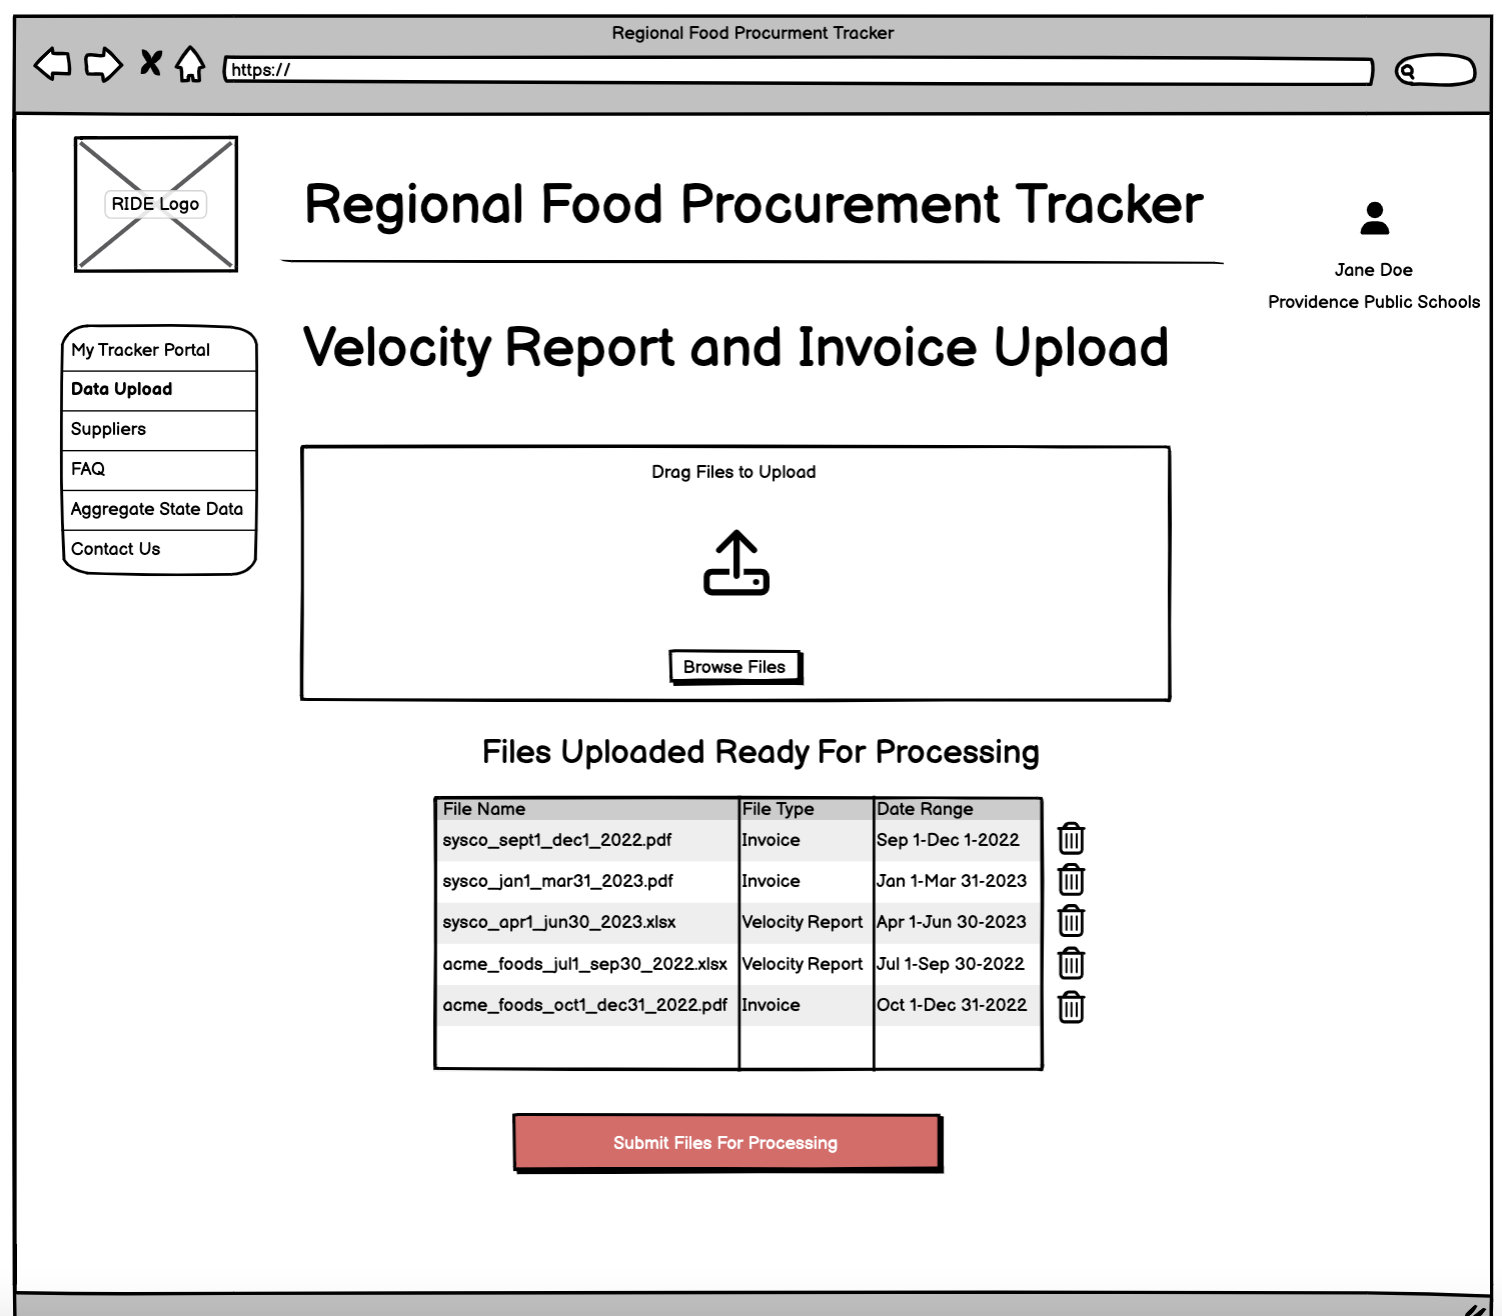 Regional Food Procurment Tracker
https://
RIDE Logo
Regional Food Procurement Tracker
Jane Doe
Providence Public Schools
My Tracker Portal
Data Upload
Suppliers
FAQ
Aggregate State Data
Contact Us
Velocity Report and Invoice Upload
Drag Files to Upload
Browse Files
Files Uploaded Ready For Processing
File Name File Type Date Range
sysco_sept1_dec1_2022.pdf Invoice Sep 1-Dec 1-2022
sysco_jan1_mar31_2023.pdf Invoice Jan 1-Mar 31-2023
sysco_apr1_jun30_2023.xlsx Velocity Report Apr 1-Jun 30-2023
acme_foods_jul1_sep30_2022.xlsx Velocity Report Jul 1-Sep 30-2022
acme_foods_oct1_dec31_2022.pdf Invoice Oct 1-Dec 31-2022
Submit Files For Processing